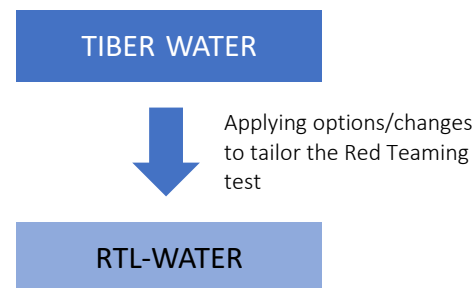 TIBER WATER
Applying options/changes
to tailor the Red Teaming
test
RTL-WATER